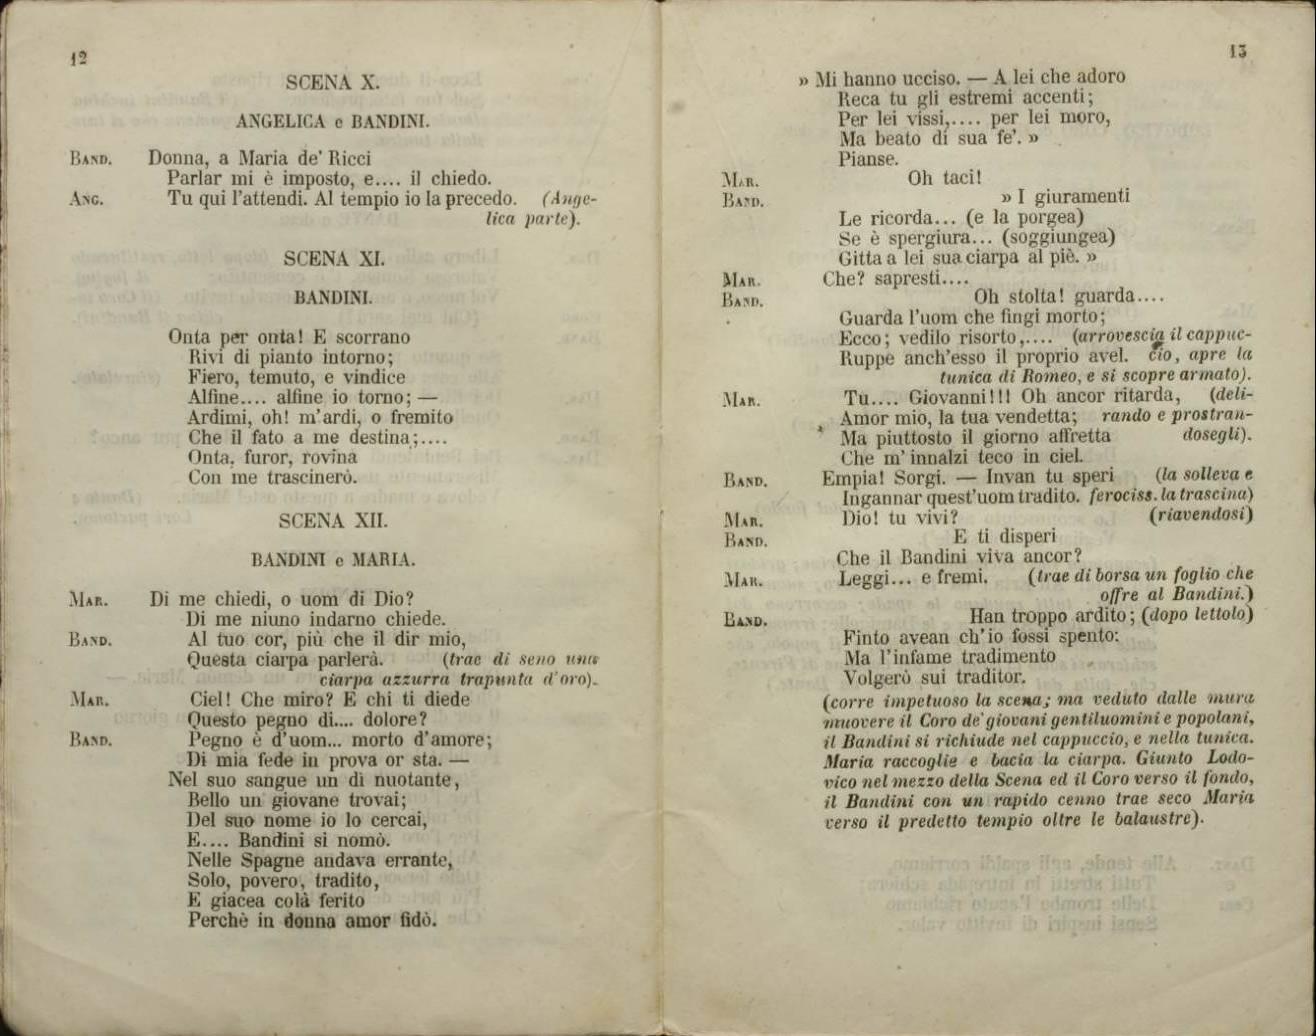 12
SCENA X.
ANGELICA e BANDINI.
BAND. Donna, a Maria de' Ricci
Parlar mi è imposto, e.... il chiedo.
ANG. Tu qui l'attendi. Al tempio io la precedo. (Ange-
lica parte).
SCENA XI.
BANDINI.
Onta per onta! E scorrano
Rivi di pianto intorno;
Fiero, temuto, e vindice
Alfine.... alfine io torno; —
Ardimi, oh! m'ardi, o fremito
Che il fato a me destina;....
Onta, furor, rovina
Con me trascinerò.
SCENA XII.
BANDINI e MARIA.
MAR. Di me chiedi, o uom di Dio?
Di me niuno indarno chiede.
BAND. Al tuo cor, più che il dir mio,
Questa ciarpa parlerà. (trae di seno una
ciarpa azzurra trapunta d'oro).
MAR. Ciel! Che miro? E chi ti diede
Questo pegno di.... dolore?
BAND. Pegno è d'uom... morto d'amore;
Di mia fede in prova or sta. —
Nel suo sangue un dì nuotante,
Bello un giovane trovai;
Del suo nome io lo cercai,
E.... Bandini si nomò.
Nelle Spagne andava errante,
Solo, povero, tradito,
E giacea colà ferito
Perchè in donna amor fidò.
13
» Mi hanno ucciso. — A lei che adoro
Reca tu gli estremi accenti;
Per lei vissi,.... per lei moro,
Ma beato di sua fe'. »
Pianse.
MAR. Oh taci!
BAND. » I giuramenti
Le ricorda... (e la porgea)
Se è spergiura... (soggiungea)
Gitta a lei sua ciarpa al piè. »
MAR. Che? sapresti....
BAND. Oh stolta! guarda....
Guarda l'uom che fingi morto;
Ecco; vedilo risorto,.... (arrovescia il cappuc-
Ruppe anch'esso il proprio avel. cio, apre la
tunica di Romeo, e si scopre armato).
MAR. Tu.... Giovanni!!! Oh ancor ritarda, (deli-
Amor mio, la tua vendetta; rando e prostran-
Ma piuttosto il giorno affretta dosegli).
Che m' innalzi teco in ciel.
BAND. Empia! Sorgi. — Invan tu speri (la solleva e
Ingannar quest'uom tradito. ferociss. la trascina)
MAR. Dio! tu vivi? (riavendosi)
BAND. E ti disperi
Che il Bandini viva ancor?
MAR. Leggi... e fremi. (trae di borsa un foglio che
offre al Bandini.)
BAND. Han troppo ardito; (dopo lettolo)
Finto avean ch'io fossi spento:
Ma l'infame tradimento
Volgerò sui traditor.
(corre impetuoso la scena; ma veduto dalle mura
muovere il Coro de' giovani gentiluomini e popolani,
il Bandini si richiude nel cappuccio, e nella tunica.
Maria raccoglie e bacia la ciarpa. Giunto Lodo-
vico nel mezzo della Scena ed il Coro verso il fondo,
il Bandini con un rapido cenno trae seco Maria
verso il predetto tempio oltre le balaustre).